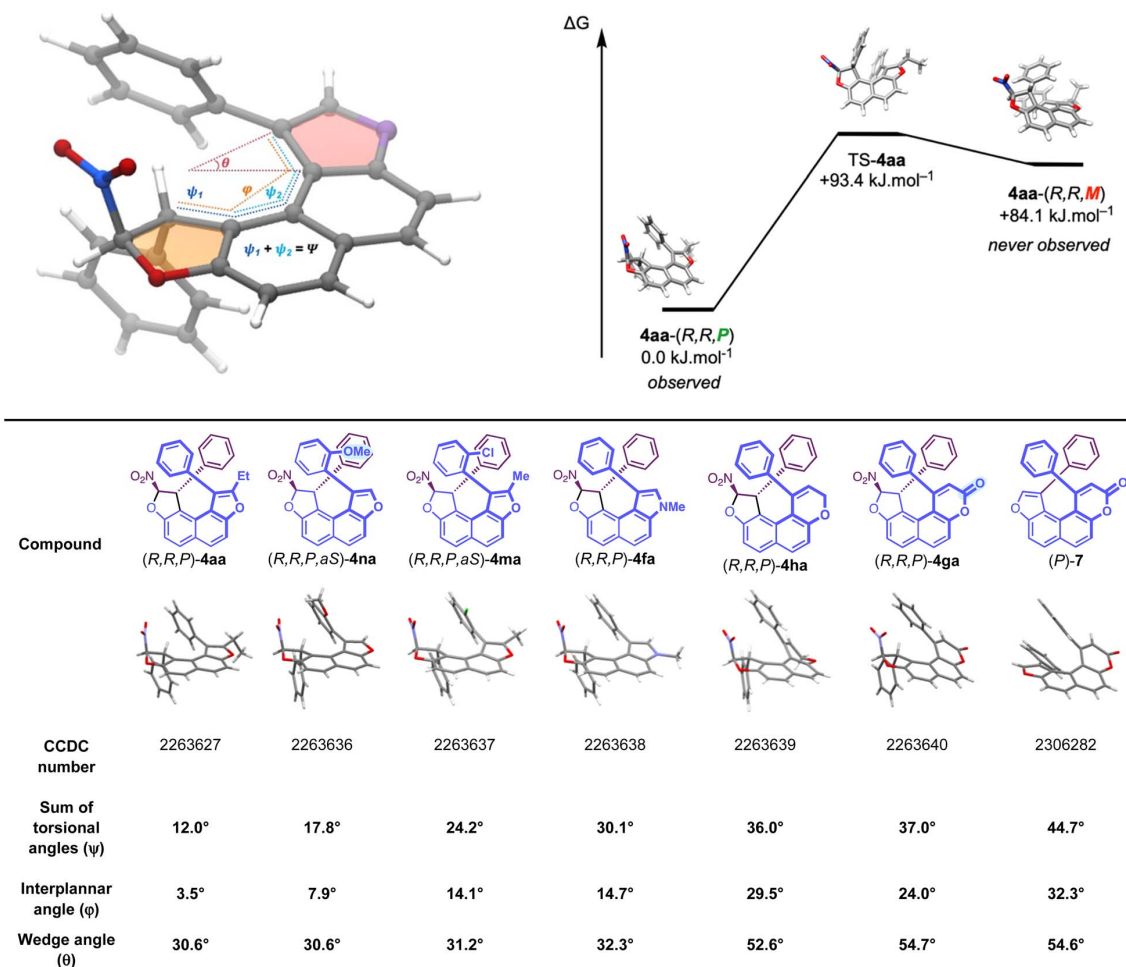 θ
ψ1
φ
ψ2
ψ1 + ψ2 = Ψ
ΔG
TS-4aa
+93.4 kJ.mol–1
4aa-(R,R,M)
+84.1 kJ.mol–1
never observed
4aa-(R,R,P)
0.0 kJ.mol-1
observed
Compound
O2N
Et
O
O
(R,R,P)-4aa
OMe
O2N
O
O
(R,R,P,aS)-4na
Cl
O2N
Me
O
O
(R,R,P,aS)-4ma
O2N
O
NMe
(R,R,P)-4fa
O2N
O
O
(R,R,P)-4ha
O2N
O
O
O
(R,R,P)-4ga
O
O
O
(P)-7
CCDC number
2263627 2263636 2263637 2263638 2263639 2263640 2306282
Sum of
torsional
angles (ψ)
12.0° 17.8° 24.2° 30.1° 36.0° 37.0° 44.7°
Interplannar
angle (φ)
3.5° 7.9° 14.1° 14.7° 29.5° 24.0° 32.3°
Wedge angle
(θ)
30.6° 30.6° 31.2° 32.3° 52.6° 54.7° 54.6°